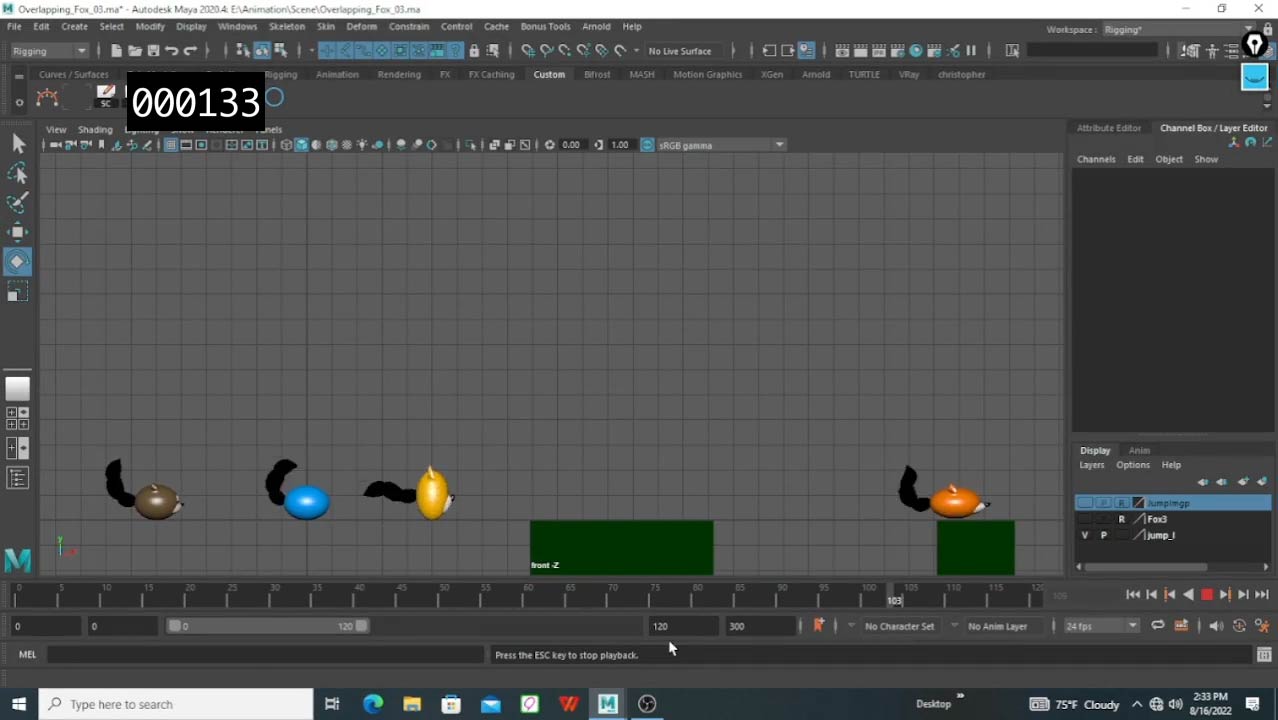 Overlapping_Fox_03.ma* - Autodesk Maya 2020.4: E:\Animation\Scene\Overlapping_Fox_03.ma
File Edit Create Select Modify Display Windows Skeleton Skin Deform Constrain Control Cache Bonus Tools Arnold Help
Workspace: Rigging*
Rigging No Live Surface
Curves / Surfaces Rigging Animation Rendering FX FX Caching Custom Bifrost MASH Motion Graphics XGen Arnold TURTLE VRay christopher
SC
000133
View Shading Lighting Show Renderer Panels
0.00 1.00 sRGB gamma
Attribute Editor Channel Box / Layer Editor
Channels Edit Object Show
Display Anim
Layers Options Help
R Jumpimgp
R Fox3
V P jump_l
front -Z
y
0 5 10 15 20 25 30 35 40 45 50 55 60 65 70 75 80 85 90 95 100 105 110 115 120
103
109
0 0 0 120 120 300 No Character Set No Anim Layer 24 fps
MEL Press the ESC key to stop playback.
Type here to search
Desktop
75°F Cloudy
2:33 PM
8/16/2022